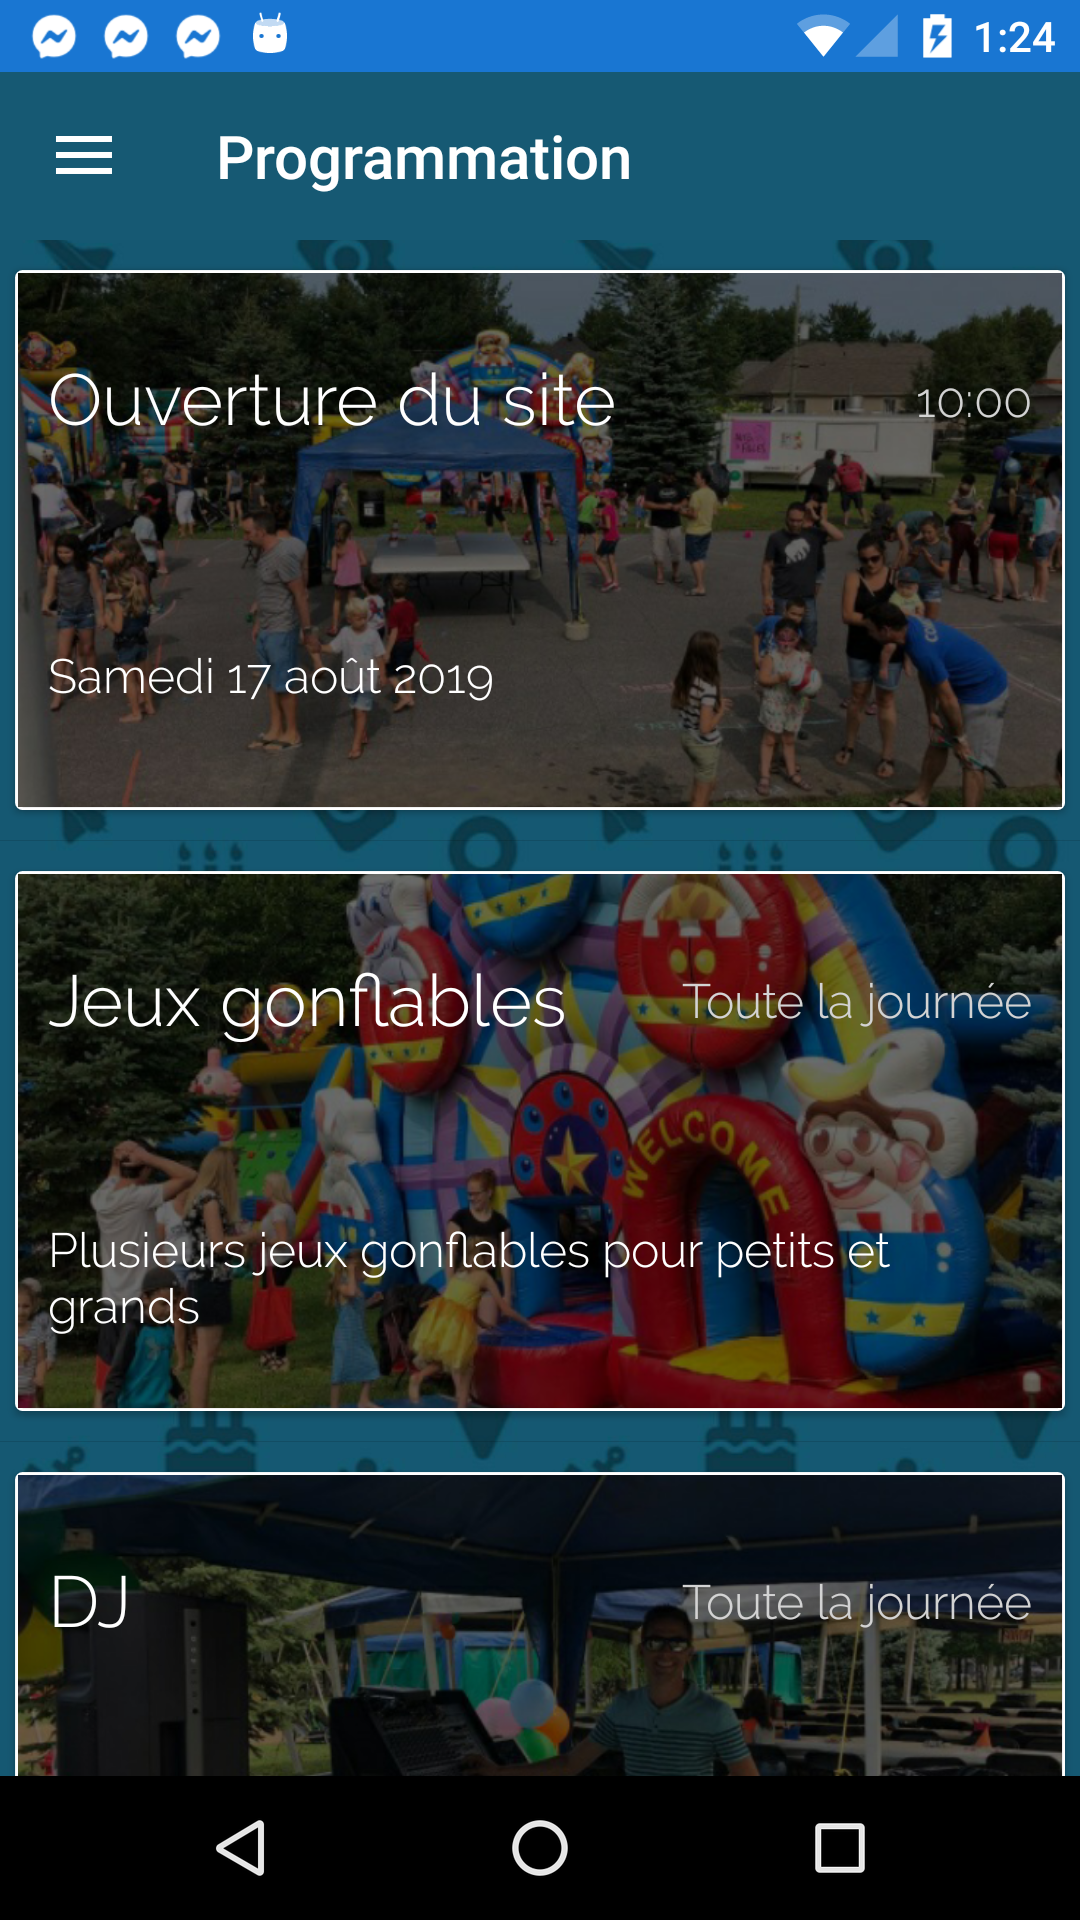 1:24
Programmation
Ouverture du site
10:00
Samedi 17 août 2019
Jeux gonflables
Toute la journée
WELCOME
Plusieurs jeux gonflables pour petits et
grands
DJ
Toute la journée